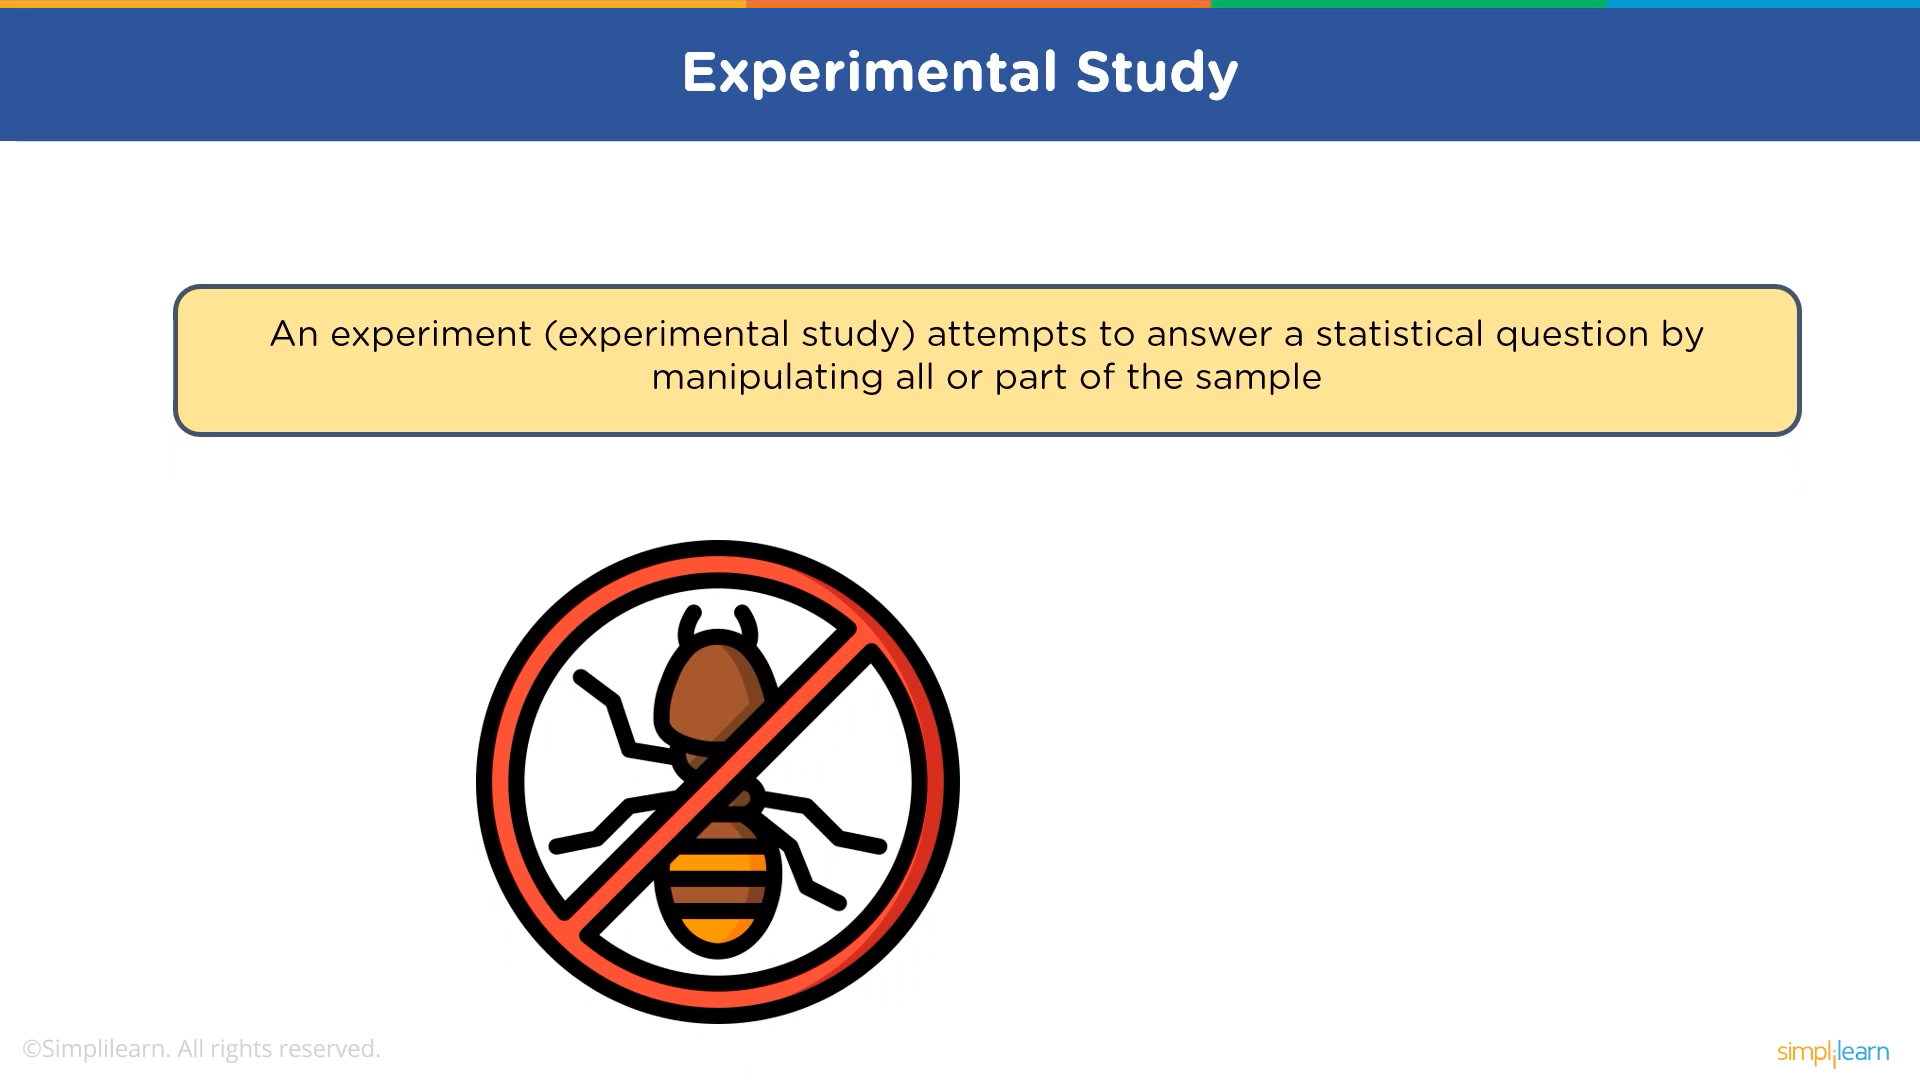 Experimental Study
An experiment (experimental study) attempts to answer a statistical question by
manipulating all or part of the sample
©Simplilearn. All rights reserved.
simplilearn